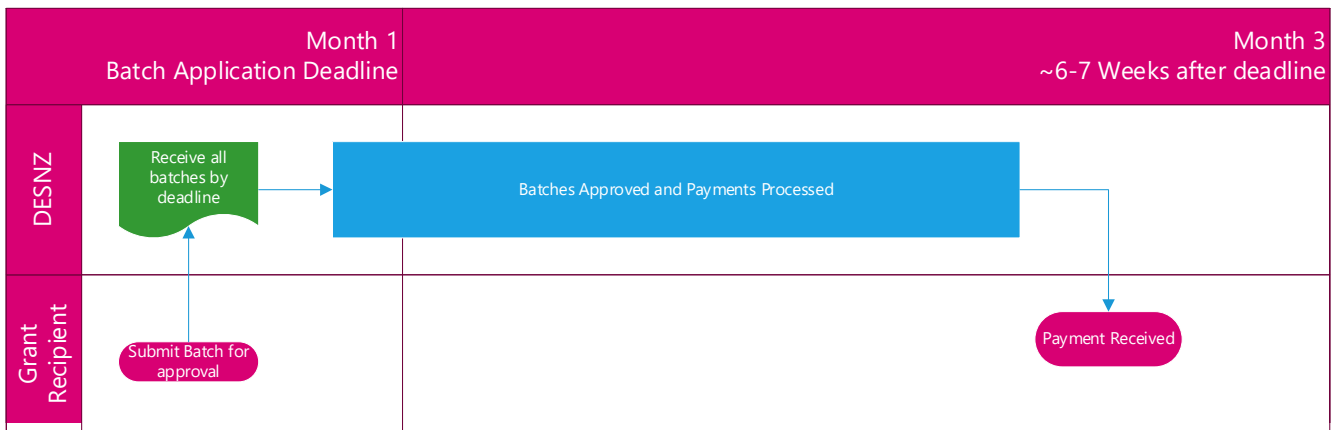 Month 1
Batch Application Deadline
Month 3
~6-7 Weeks after deadline
DESNZ
Receive all
batches by
deadline
Batches Approved and Payments Processed
Grant
Recipient
Submit Batch for
approval
Payment Received